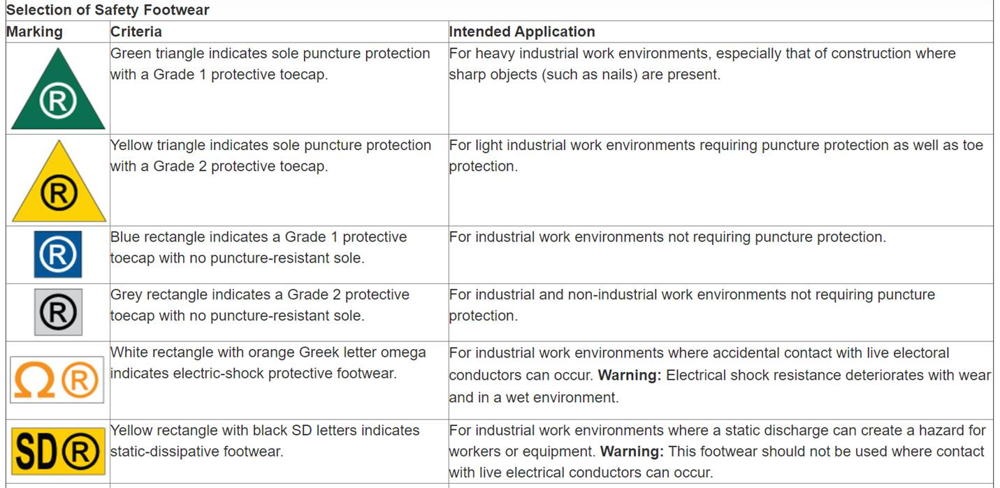 Selection of Safety Footwear
Marking
Criteria
Intended Application
®
Green triangle indicates sole puncture protection
with a Grade 1 protective toecap.
For heavy industrial work environments, especially that of construction where
sharp objects (such as nails) are present.
®
Yellow triangle indicates sole puncture protection
with a Grade 2 protective toecap.
For light industrial work environments requiring puncture protection as well as toe
protection.
®
Blue rectangle indicates a Grade 1 protective
toecap with no puncture-resistant sole.
For industrial work environments not requiring puncture protection.
®
Grey rectangle indicates a Grade 2 protective
toecap with no puncture-resistant sole.
For industrial and non-industrial work environments not requiring puncture
protection.
Ω ®
White rectangle with orange Greek letter omega
indicates electric-shock protective footwear.
For industrial work environments where accidental contact with live electoral
conductors can occur. Warning: Electrical shock resistance deteriorates with wear
and in a wet environment.
SD ®
Yellow rectangle with black SD letters indicates
static-dissipative footwear.
For industrial work environments where a static discharge can create a hazard for
workers or equipment. Warning: This footwear should not be used where contact
with live electrical conductors can occur.